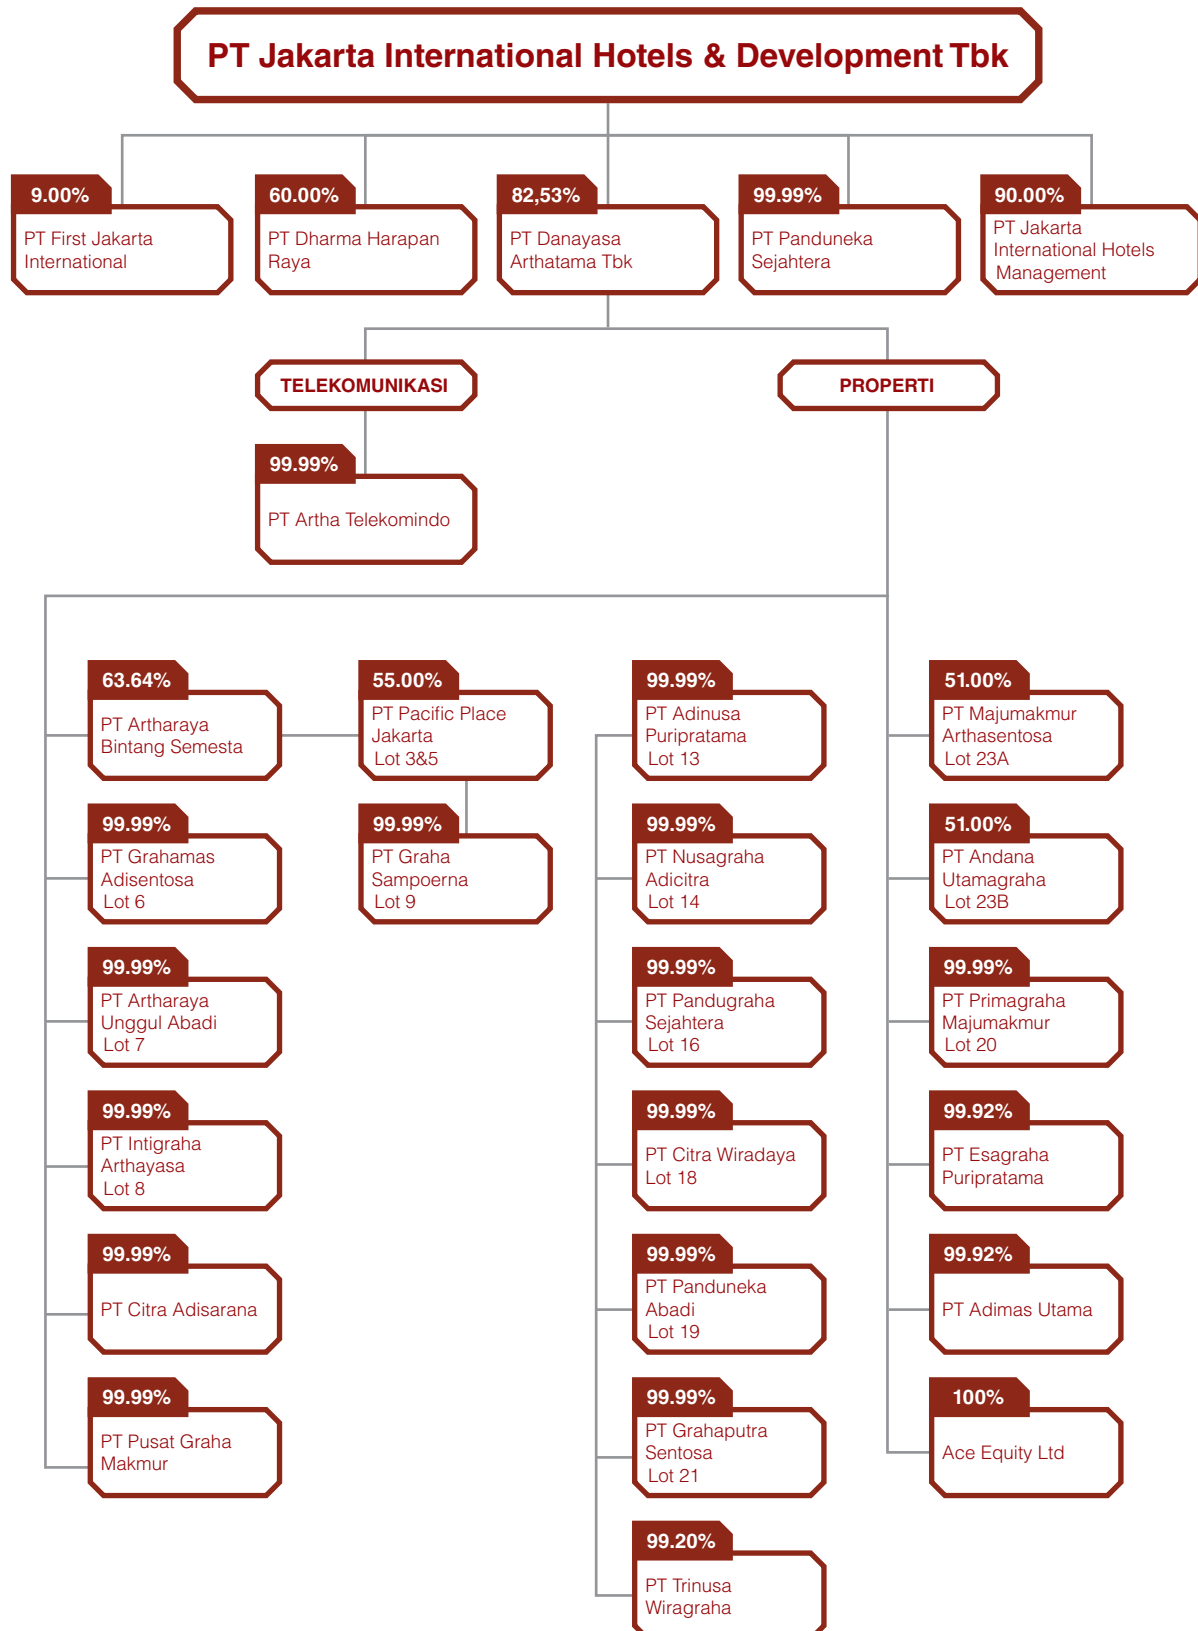 PT Jakarta International Hotels & Development Tbk
9.00%
PT First Jakarta
International
60.00%
PT Dharma Harapan
Raya
82,53%
PT Danayasa
Arthatama Tbk
99.99%
PT Panduneka
Sejahtera
90.00%
PT Jakarta
International Hotels
Management
TELEKOMUNIKASI
PROPERTI
99.99%
PT Artha Telekomindo
63.64%
PT Artharaya
Bintang Semesta
55.00%
PT Pacific Place
Jakarta
Lot 3&5
99.99%
PT Adinusa
Puripratama
Lot 13
51.00%
PT Majumakmur
Arthasentosa
Lot 23A
99.99%
PT Grahamas
Adisentosa
Lot 6
99.99%
PT Graha
Sampoerna
Lot 9
99.99%
PT Nusagraha
Adicitra
Lot 14
51.00%
PT Andana
Utamagraha
Lot 23B
99.99%
PT Artharaya
Unggul Abadi
Lot 7
99.99%
PT Pandugraha
Sejahtera
Lot 16
99.99%
PT Primagraha
Majumakmur
Lot 20
99.99%
PT Intigraha
Arthayasa
Lot 8
99.99%
PT Citra Wiradaya
Lot 18
99.92%
PT Esagraha
Puripratama
99.99%
PT Citra Adisarana
99.99%
PT Panduneka
Abadi
Lot 19
99.92%
PT Adimas Utama
99.99%
PT Pusat Graha
Makmur
99.99%
PT Grahaputra
Sentosa
Lot 21
100%
Ace Equity Ltd
99.20%
PT Trinusa
Wiragraha